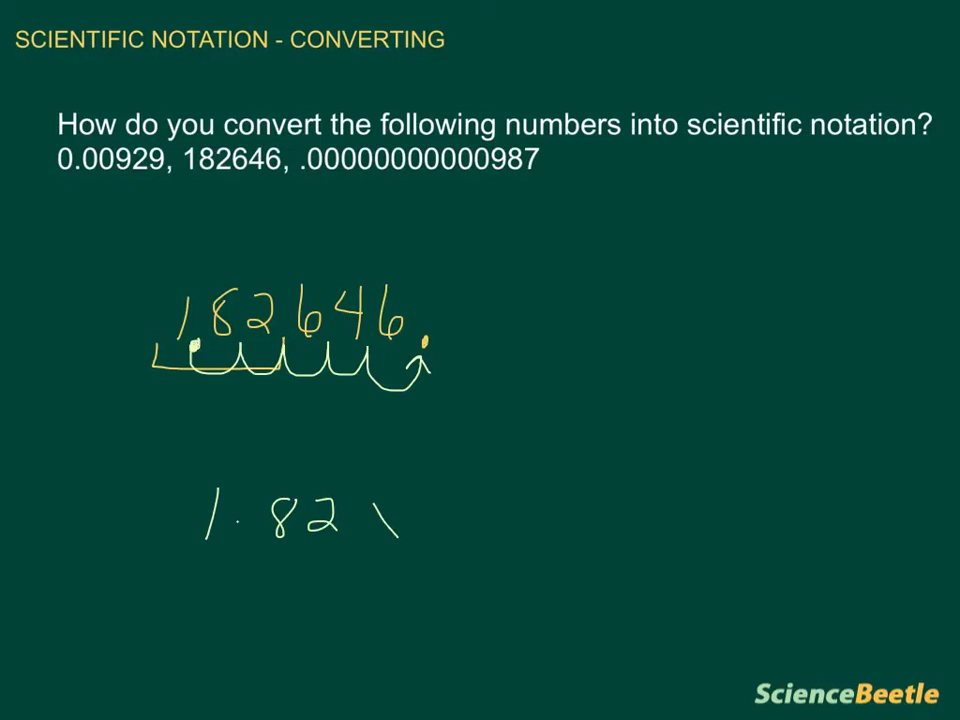 SCIENTIFIC NOTATION - CONVERTING
How do you convert the following numbers into scientific notation?
0.00929, 182646, .00000000000987
182646.
1.82 \
ScienceBeetle